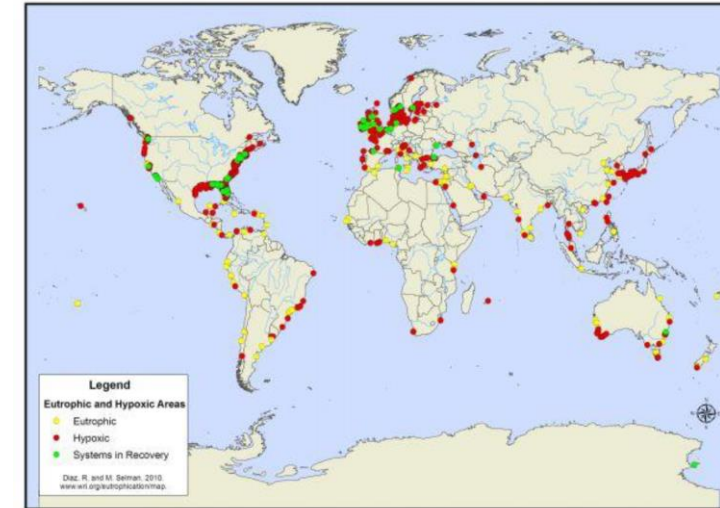 Legend
Eutrophic and Hypoxic Areas
Eutrophic
Hypoxic
Systems in Recovery
Diaz, R. and M. Selman, 2010.
www.wri.org/eutrophication/map.